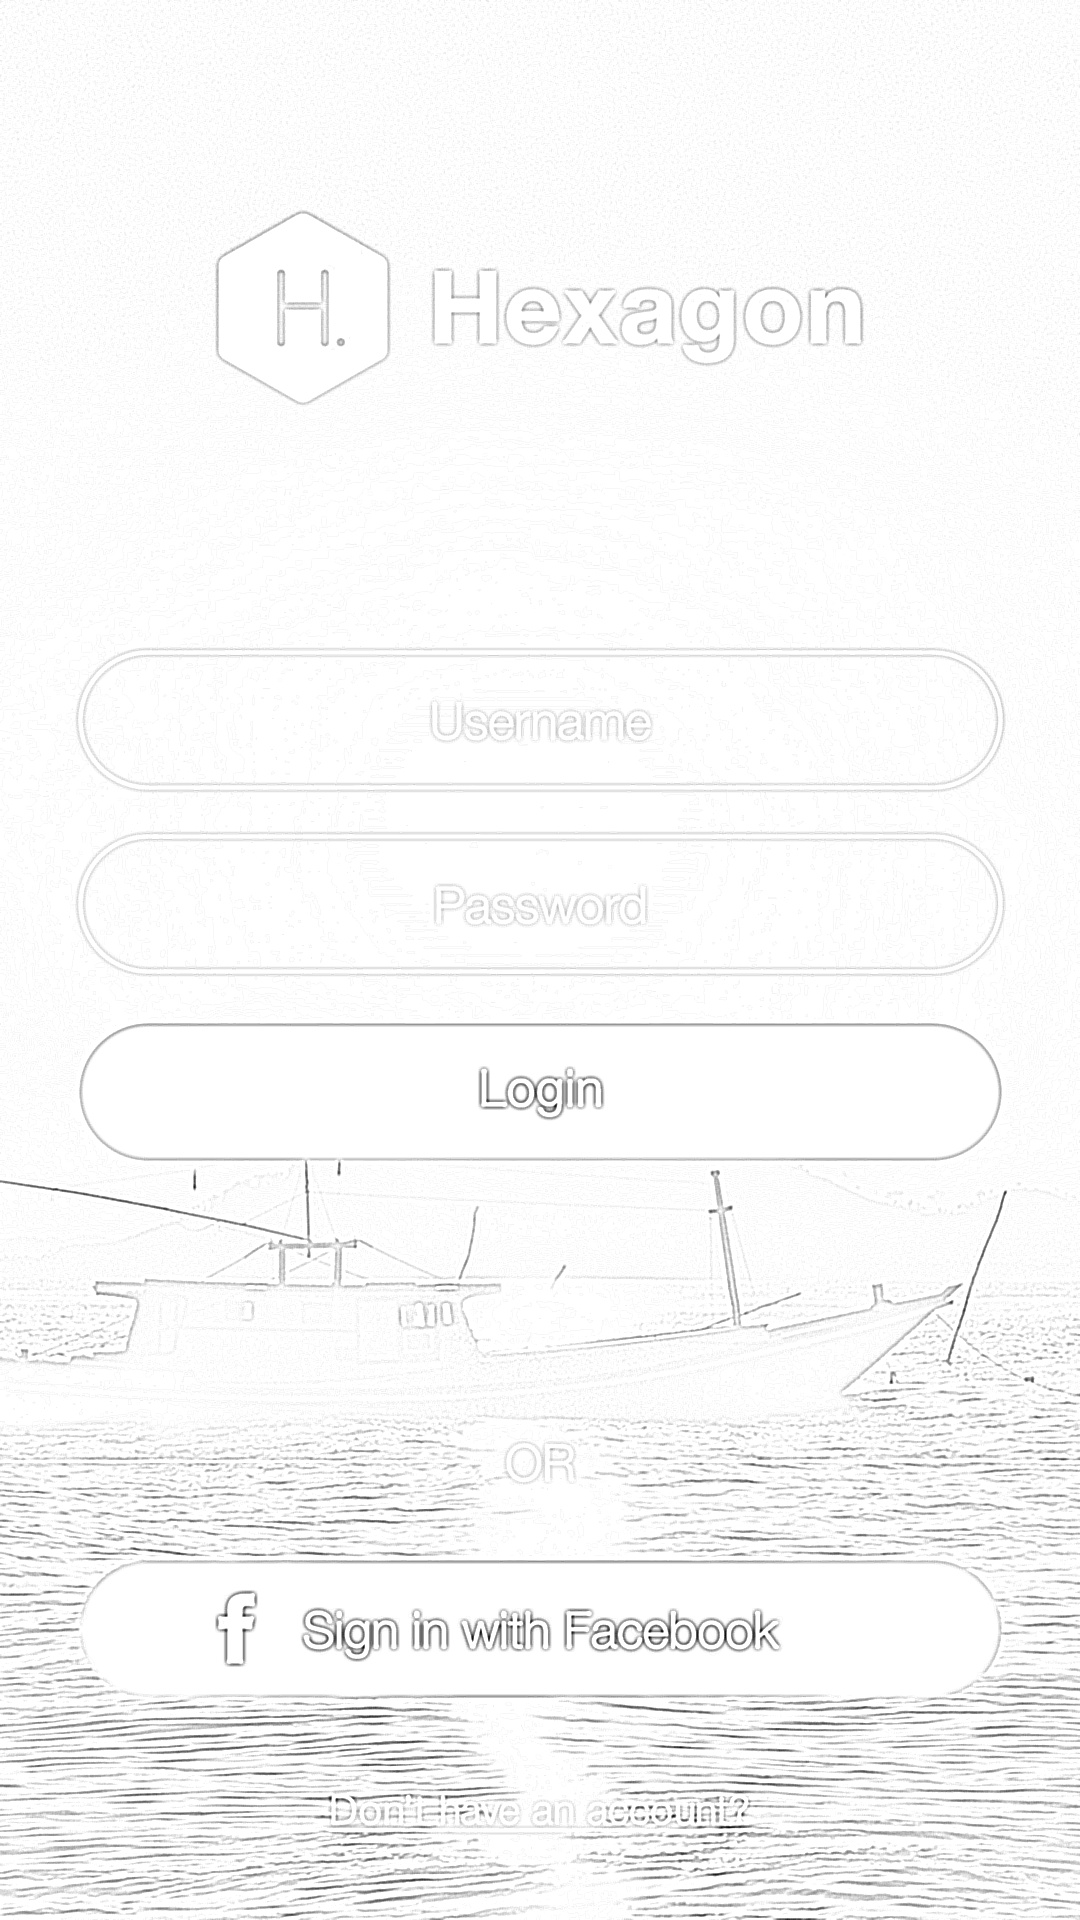 H. Hexagon
Username
Password
Login
OR
f Sign in with Facebook
Don't have an account?